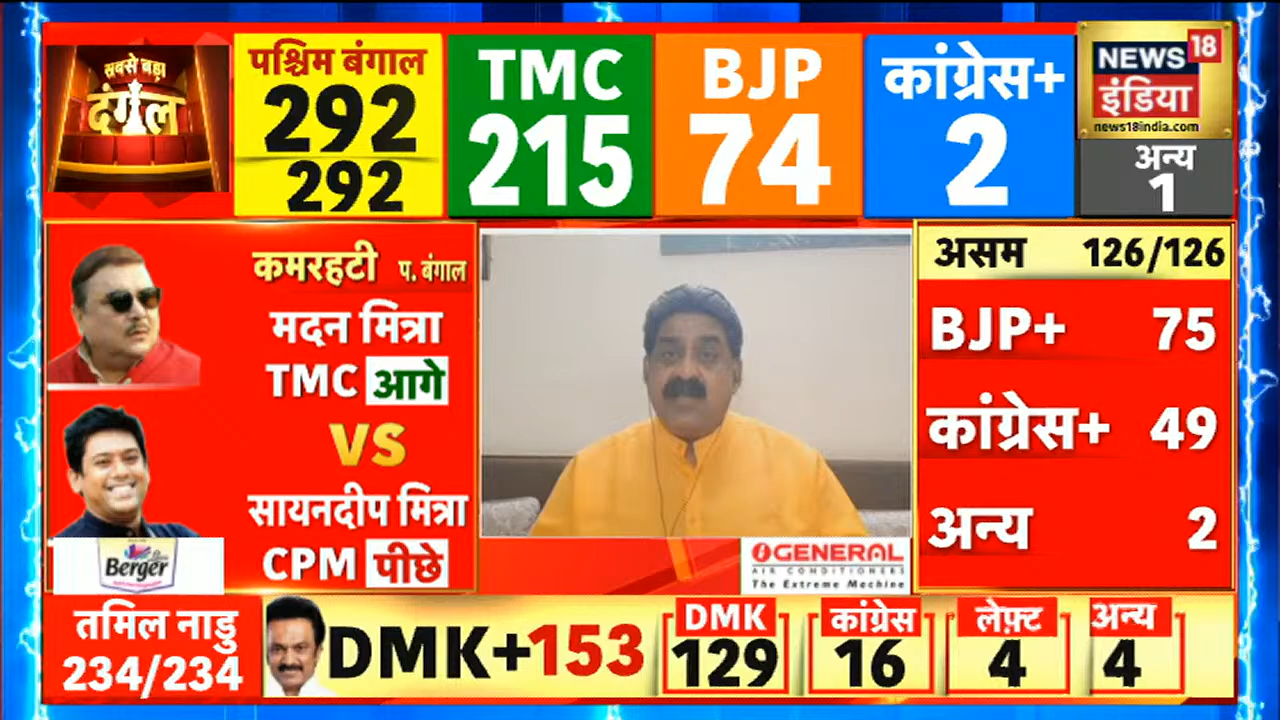 सबसे बड़ा
दंगल
पश्चिम बंगाल
292
292
TMC
215
BJP
74
कांग्रेस+
2
NEWS 18
इंडिया
news18india.com
अन्य
1
कमरहटी प. बंगाल
मदन मित्रा
TMC आगे
VS
सायनदीप मित्रा
CPM पीछे
Berger
GENERAL
AIR CONDITIONERS
The Extreme Machine
असम 126/126
BJP+ 75
कांग्रेस+ 49
अन्य 2
तमिल नाडु
234/234
DMK+153
DMK
129
कांग्रेस
16
लेफ़्ट
4
अन्य
4